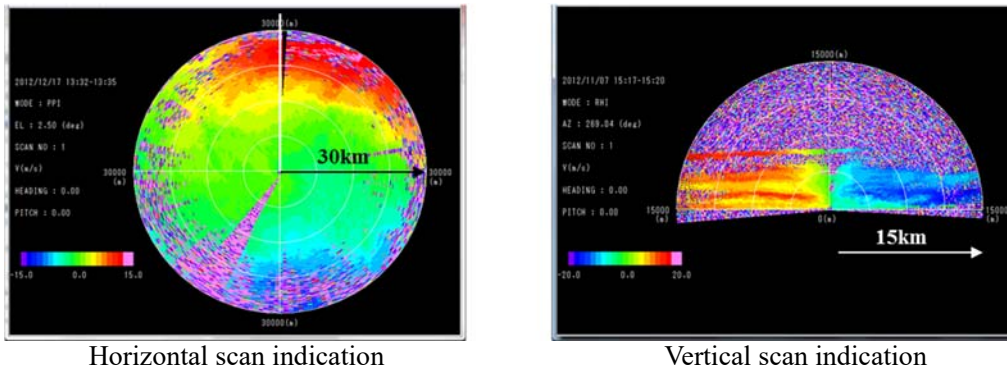 30000(m)
2012/12/17 13:32-13:35
MODE : PPI
EL : 2.50 (deg)
SCAN NO : 1
V(m/s)
HEADING : 0.00
PITCH : 0.00
30km
30000
(m)
30000
(m)
-15.0 0.0 15.0
30000(m)
Horizontal scan indication
15000(m)
2012/11/07 15:17-15:20
MODE : RHI
AZ : 269.04 (deg)
SCAN NO : 1
V(m/s)
HEADING : 0.00
PITCH : 0.00
15000
(m)
0(m)
15000
(m)
15km
-20.0 0.0 20.0
Vertical scan indication